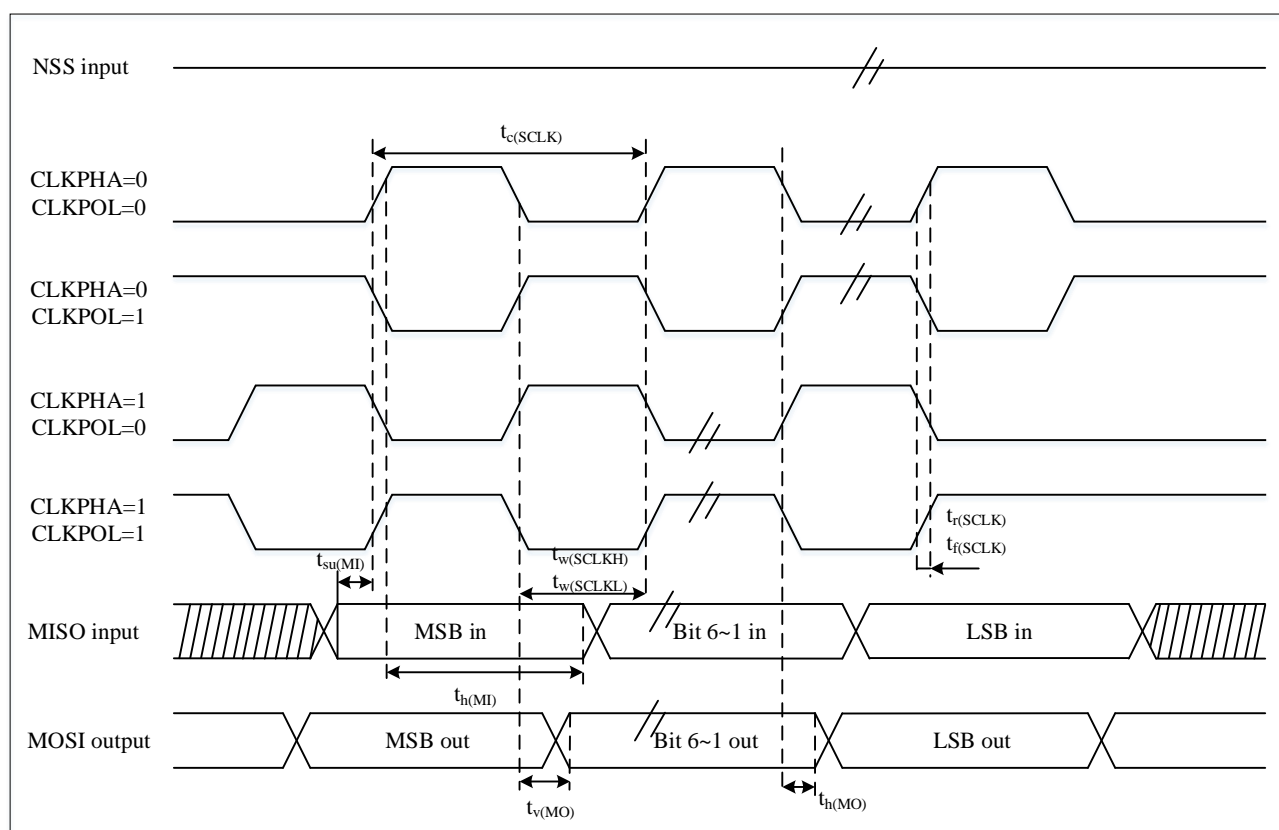 NSS input
tc(SCLK)
CLKPHA=0
CLKPOL=0
CLKPHA=0
CLKPOL=1
CLKPHA=1
CLKPOL=0
CLKPHA=1
CLKPOL=1
tr(SCLK)
tf(SCLK)
tsu(MI)
tw(SCLKH)
tw(SCLKL)
MISO input
MSB in
Bit 6~1 in
LSB in
th(MI)
MOSI output
MSB out
Bit 6~1 out
LSB out
tv(MO)
th(MO)